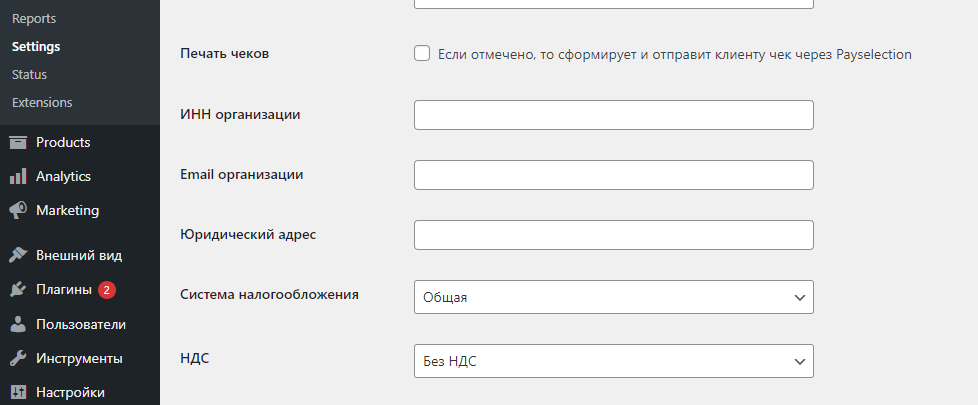 Reports
Settings
Status
Extensions
Products
Analytics
Marketing
Внешний вид
Плагины 2
Пользователи
Инструменты
Настройки
Печать чеков
Если отмечено, то сформирует и отправит клиенту чек через Payselection
ИНН организации
Email организации
Юридический адрес
Система налогообложения
Общая
НДС
Без НДС